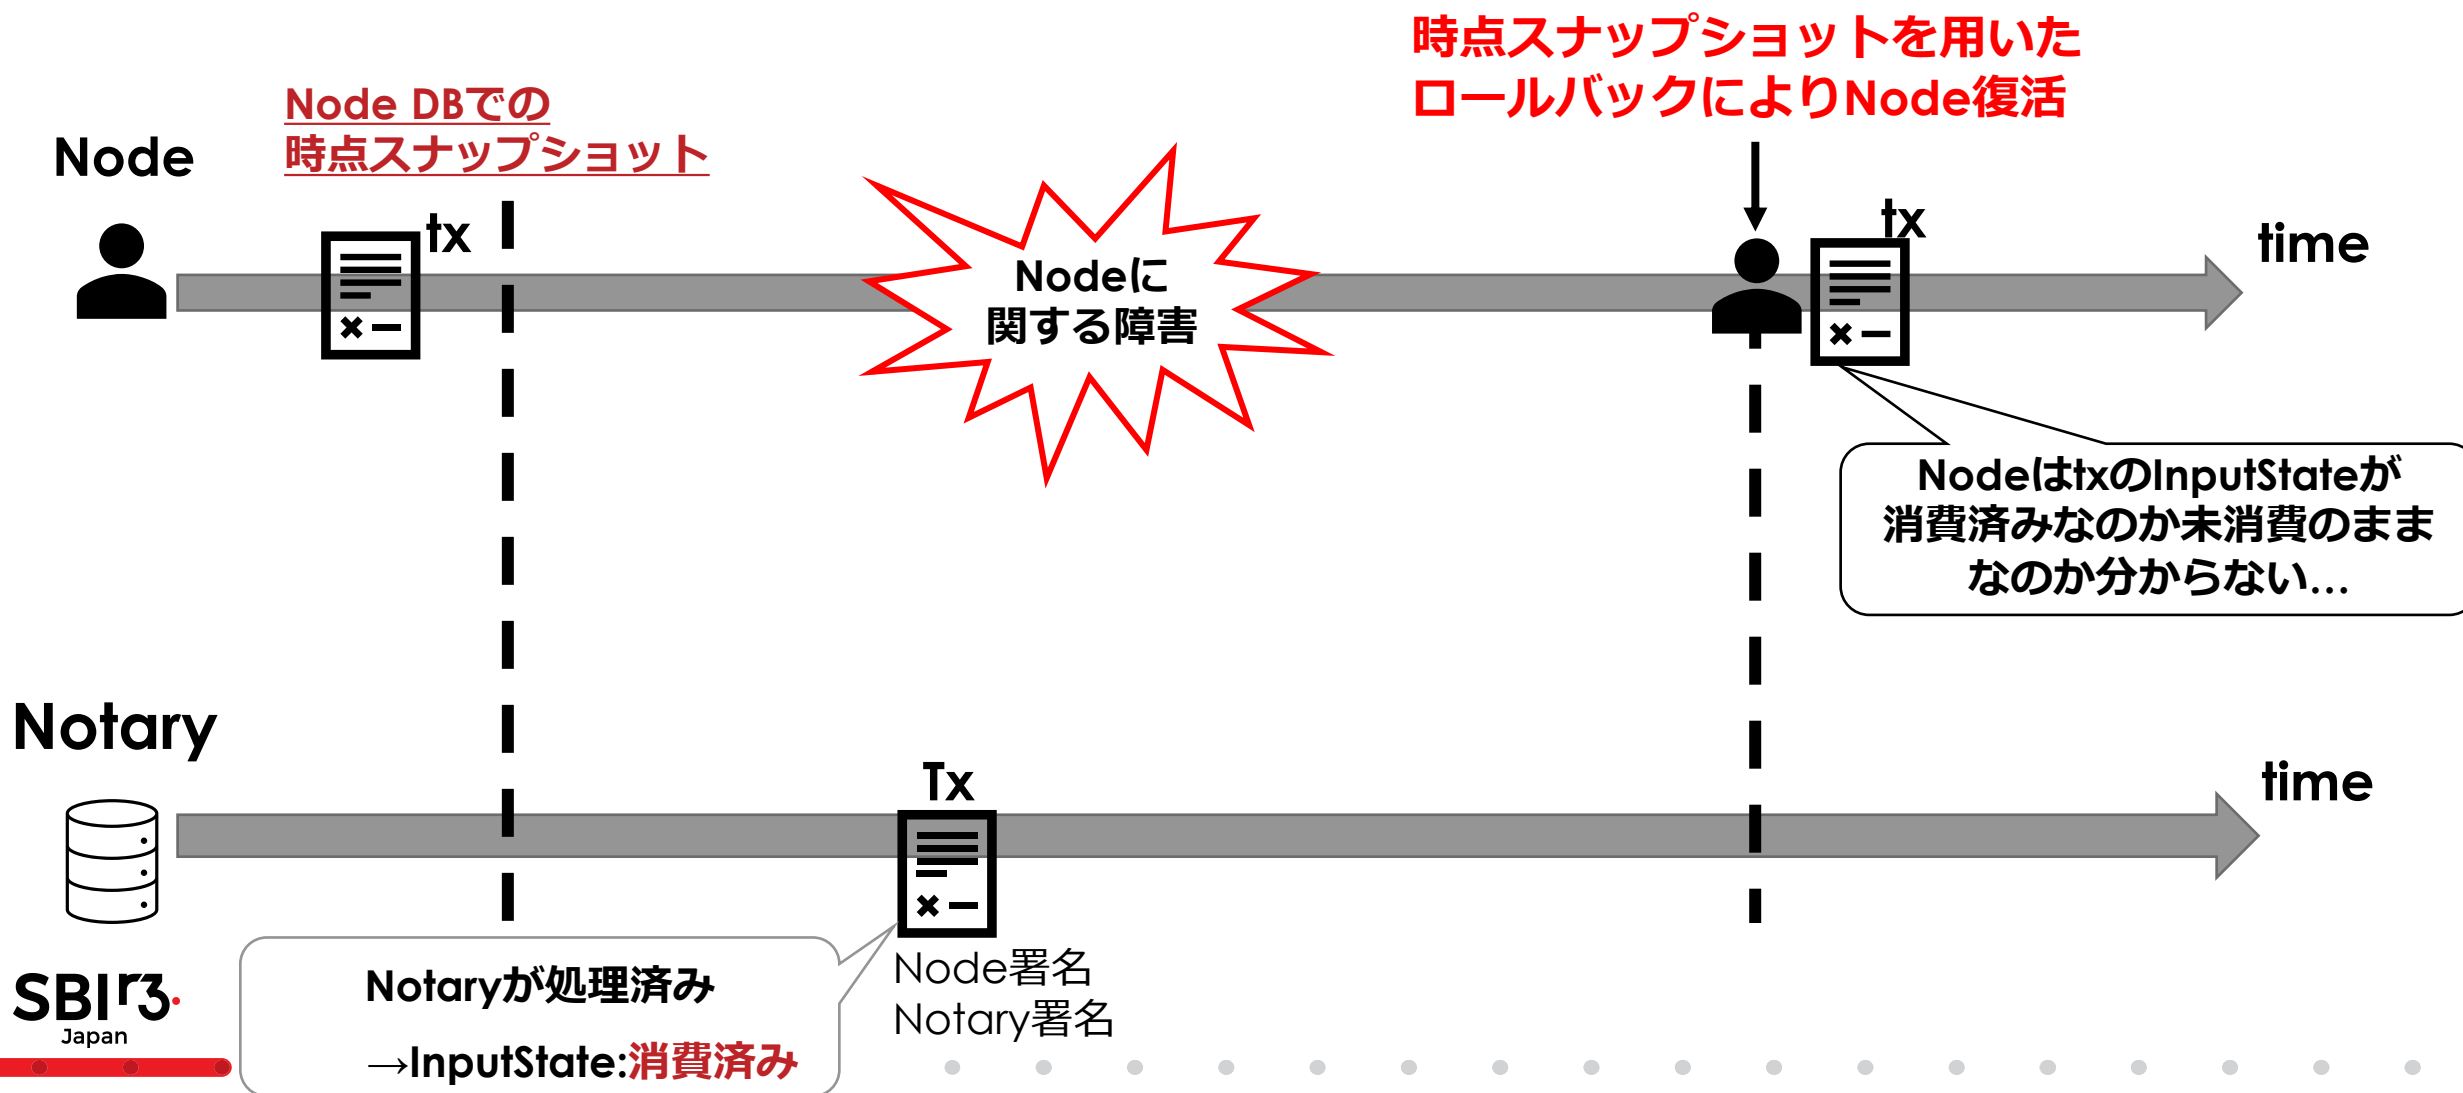 時点スナップショットを用いた
ロールバックによりNode復活
Node DBでの
時点スナップショット
Node
tx
tx
time
Nodeに
関する障害
NodeはtxのInputStateが
消費済みなのか未消費のまま
なのか分からない…
Notary
Tx
time
Node署名
Notary署名
Notaryが処理済み
→InputState:消費済み
SBI r3.
Japan